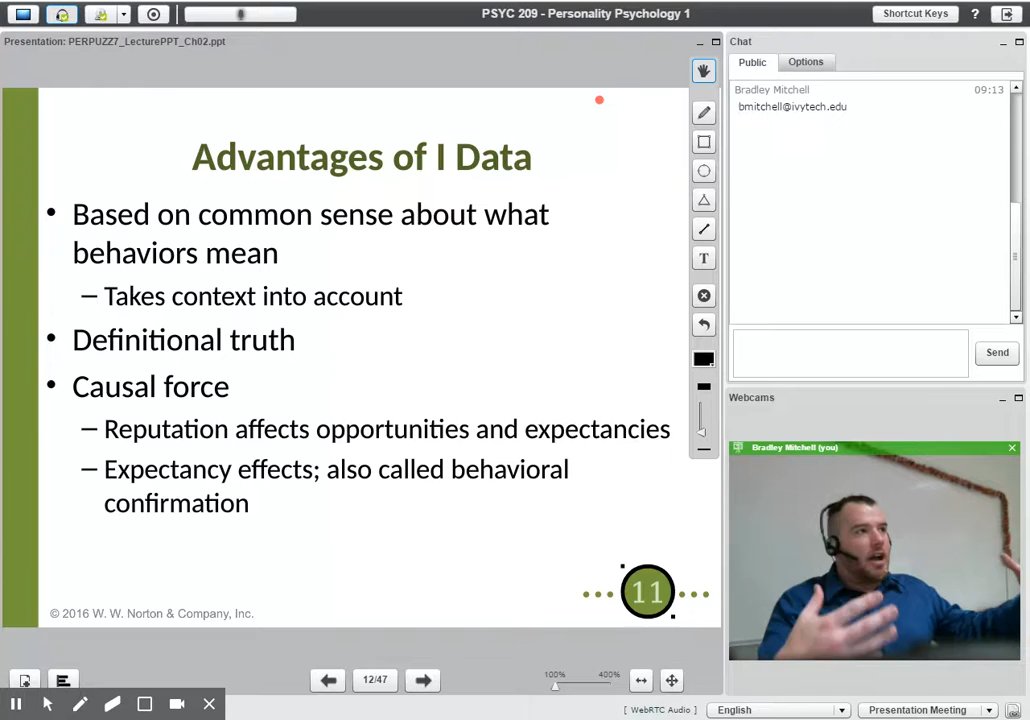 PSYC 209 - Personality Psychology 1
Shortcut Keys
?
Presentation: PERPUZZ7_LecturePPT_Ch02.ppt
Advantages of I Data
• Based on common sense about what
behaviors mean
– Takes context into account
• Definitional truth
• Causal force
– Reputation affects opportunities and expectancies
– Expectancy effects; also called behavioral
confirmation
11
© 2016 W. W. Norton & Company, Inc.
T
12/47
100%
400%
Chat
Public
Options
Bradley Mitchell
09:13
bmitchell@ivytech.edu
Send
Webcams
Bradley Mitchell (you)
[ WebRTC Audio ]
English
Presentation Meeting